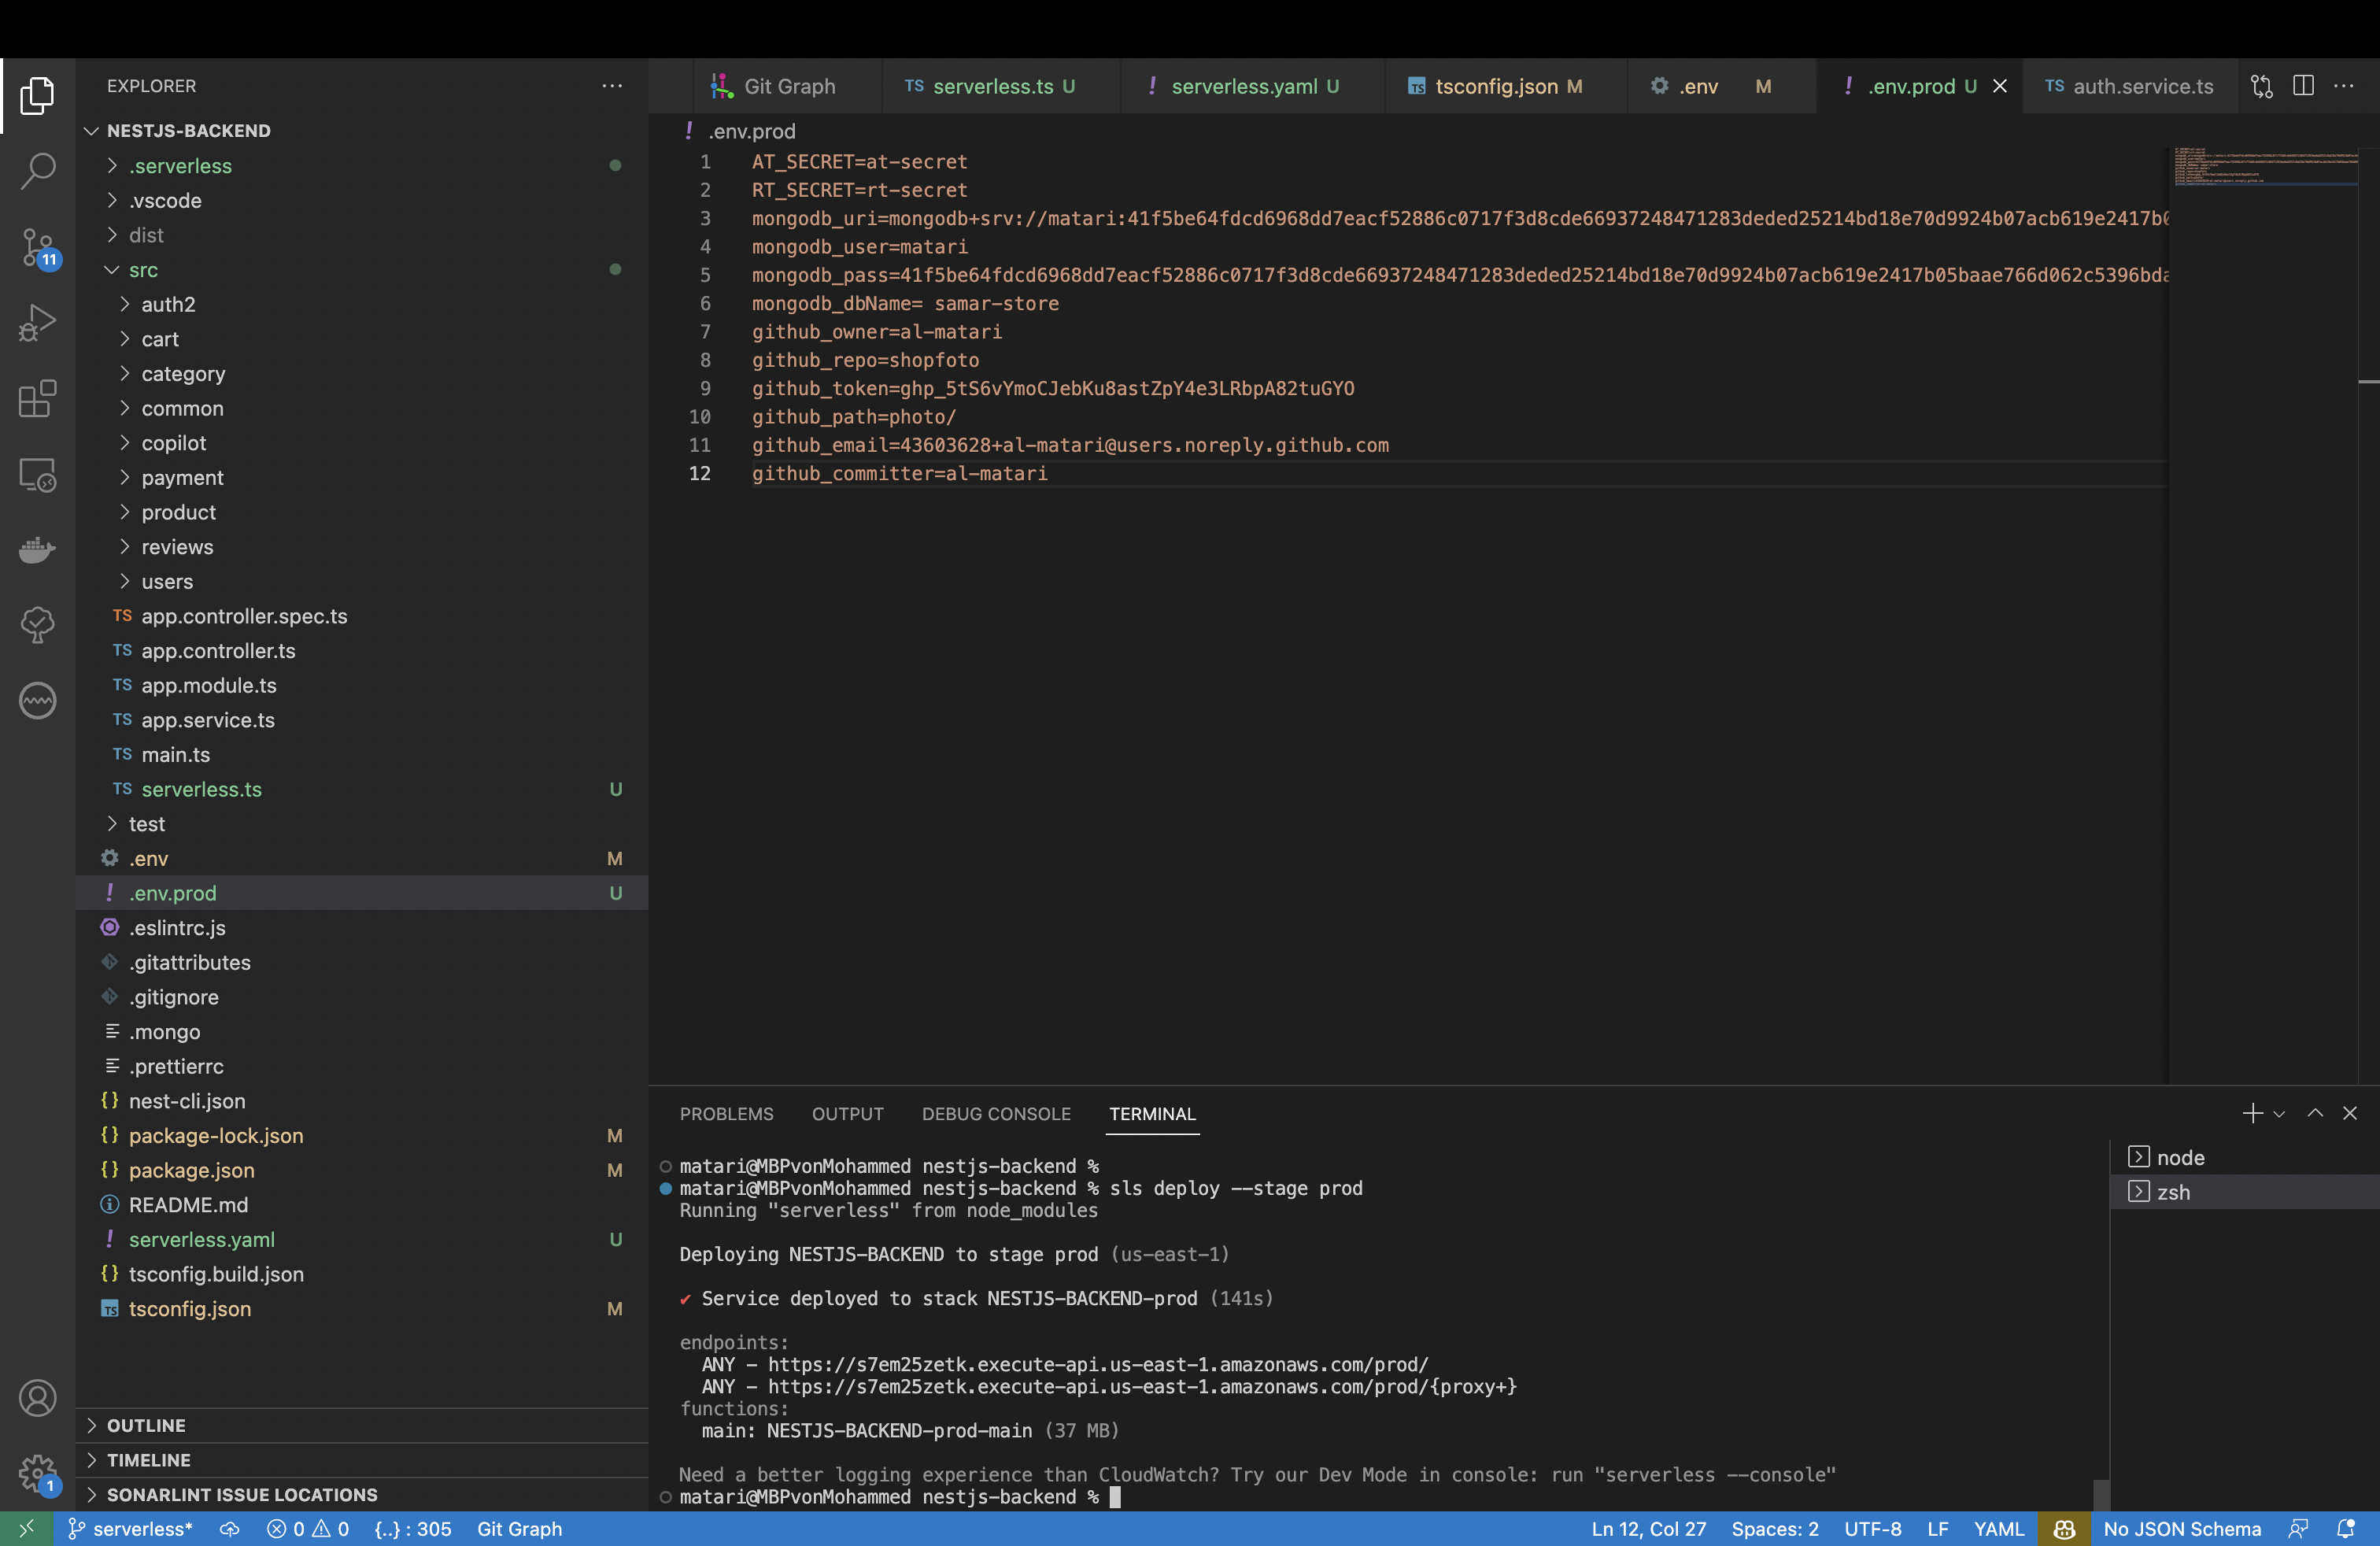 EXPLORER
NESTJS-BACKEND
.serverless
.vscode
dist
src
auth2
cart
category
common
copilot
payment
product
reviews
users
TS app.controller.spec.ts
TS app.controller.ts
TS app.module.ts
TS app.service.ts
TS main.ts
TS serverless.ts U
test
.env M
! .env.prod U
.eslintrc.js
.gitattributes
.gitignore
.mongo
.prettierrc
{} nest-cli.json
{} package-lock.json M
{} package.json M
README.md
! serverless.yaml U
{} tsconfig.build.json
TS tsconfig.json M
OUTLINE
TIMELINE
SONARLINT ISSUE LOCATIONS
11
1
Git Graph
TS serverless.ts U
! serverless.yaml U
TS tsconfig.json M
.env M
! .env.prod U
TS auth.service.ts
! .env.prod
1 AT_SECRET=at-secret
2 RT_SECRET=rt-secret
3 mongodb_uri=mongodb+srv://matari:41f5be64fdcd6968dd7eacf52886c0717f3d8cde66937248471283deded25214bd18e70d9924b07acb619e2417b0
4 mongodb_user=matari
5 mongodb_pass=41f5be64fdcd6968dd7eacf52886c0717f3d8cde66937248471283deded25214bd18e70d9924b07acb619e2417b05baae766d062c5396bda
6 mongodb_dbName= samar-store
7 github_owner=al-matari
8 github_repo=shopfoto
9 github_token=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
10 github_path=photo/
11 github_email=43603628+al-matari@users.noreply.github.com
12 github_committer=al-matari
PROBLEMS OUTPUT DEBUG CONSOLE TERMINAL
matari@MBPvonMohammed nestjs-backend %
matari@MBPvonMohammed nestjs-backend % sls deploy --stage prod
Running "serverless" from node_modules
Deploying NESTJS-BACKEND to stage prod (us-east-1)
✔ Service deployed to stack NESTJS-BACKEND-prod (141s)
endpoints:
ANY - https://s7em25zetk.execute-api.us-east-1.amazonaws.com/prod/
ANY - https://s7em25zetk.execute-api.us-east-1.amazonaws.com/prod/{proxy+}
functions:
main: NESTJS-BACKEND-prod-main (37 MB)
Need a better logging experience than CloudWatch? Try our Dev Mode in console: run "serverless --console"
matari@MBPvonMohammed nestjs-backend %
node
zsh
serverless* 0 0 {..} : 305 Git Graph
Ln 12, Col 27 Spaces: 2 UTF-8 LF YAML No JSON Schema